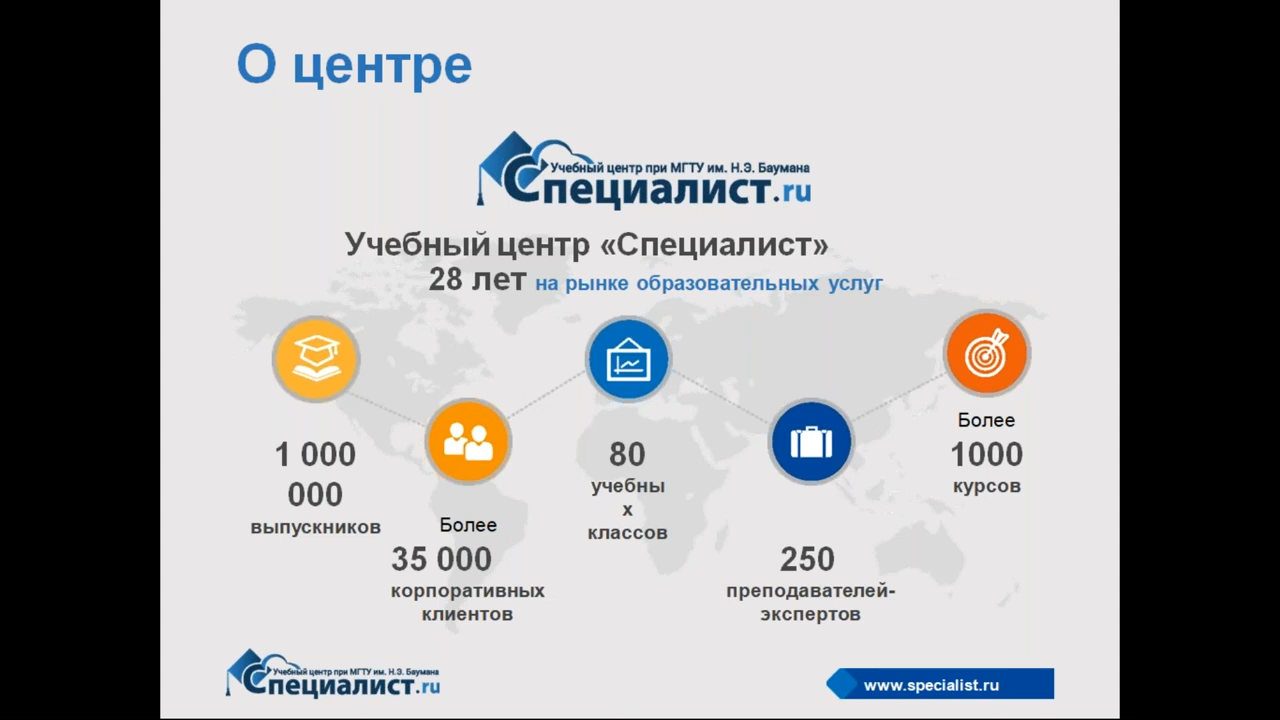 О центре
Учебный центр при МГТУ им. Н.Э. Баумана
Специалист.ru
Учебный центр «Специалист»
28 лет на рынке образовательных услуг
1 000
000
выпускников
Более
35 000
корпоративных
клиентов
80
учебны
х
классов
250
преподавателей-
экспертов
Более
1000
курсов
Учебный центр при МГТУ им. Н.Э. Баумана
Специалист.ru
www.specialist.ru